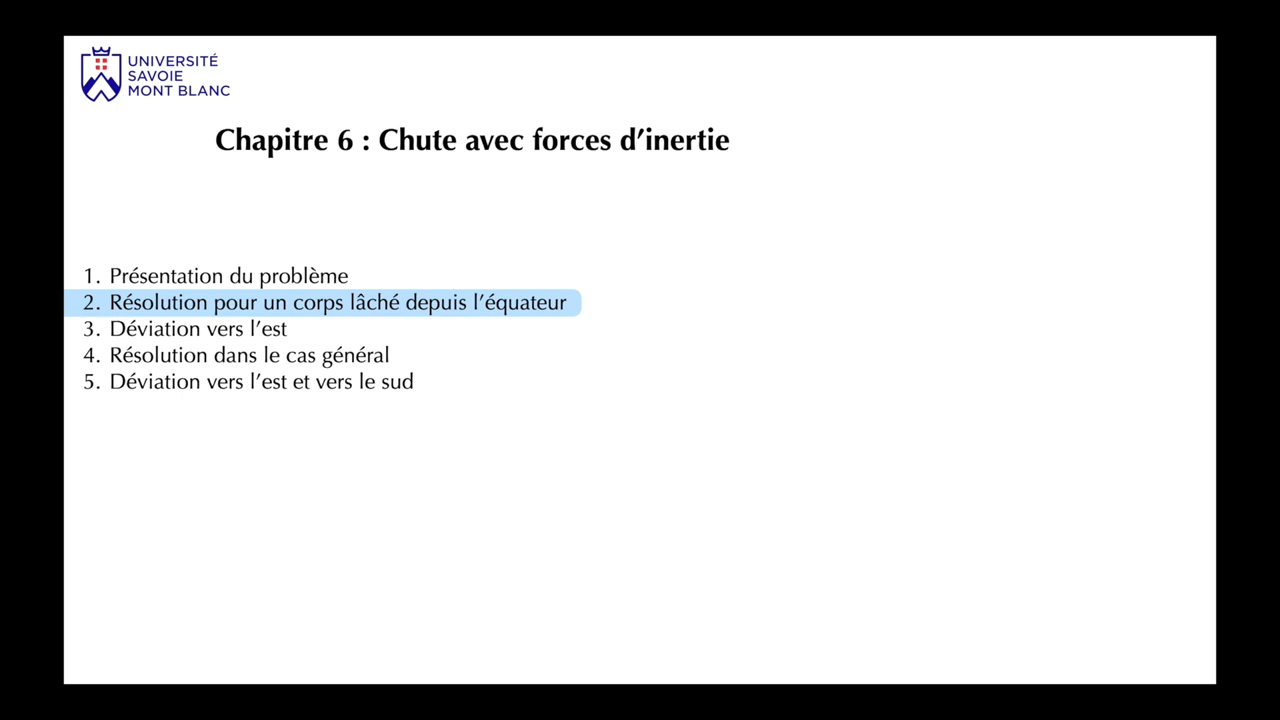 UNIVERSITÉ
SAVOIE
MONT BLANC
Chapitre 6 : Chute avec forces d’inertie
1. Présentation du problème
2. Résolution pour un corps lâché depuis l’équateur
3. Déviation vers l’est
4. Résolution dans le cas général
5. Déviation vers l’est et vers le sud